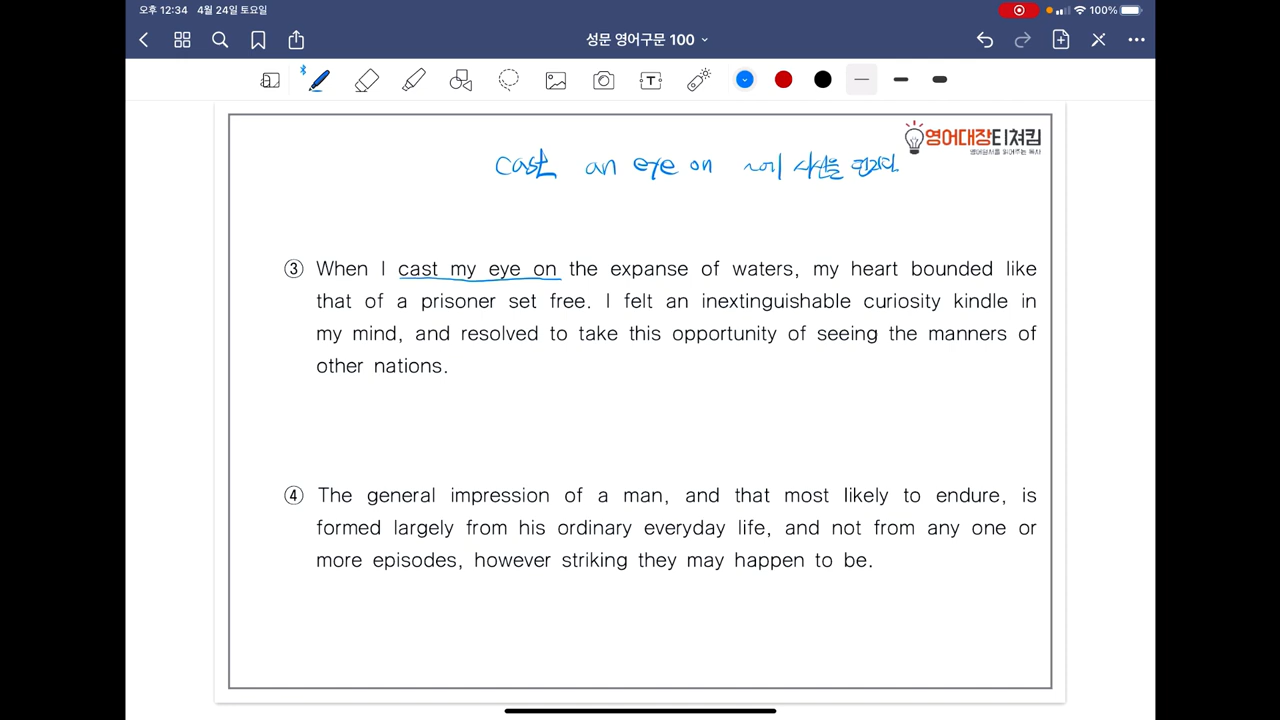 오후 12:34 4월 24일 토요일
100%
성문 영어구문 100
영어대장티쳐킴
cast an eye on ~에 시선을 던지다
③ When I cast my eye on the expanse of waters, my heart bounded like
that of a prisoner set free. I felt an inextinguishable curiosity kindle in
my mind, and resolved to take this opportunity of seeing the manners of
other nations.
④ The general impression of a man, and that most likely to endure, is
formed largely from his ordinary everyday life, and not from any one or
more episodes, however striking they may happen to be.